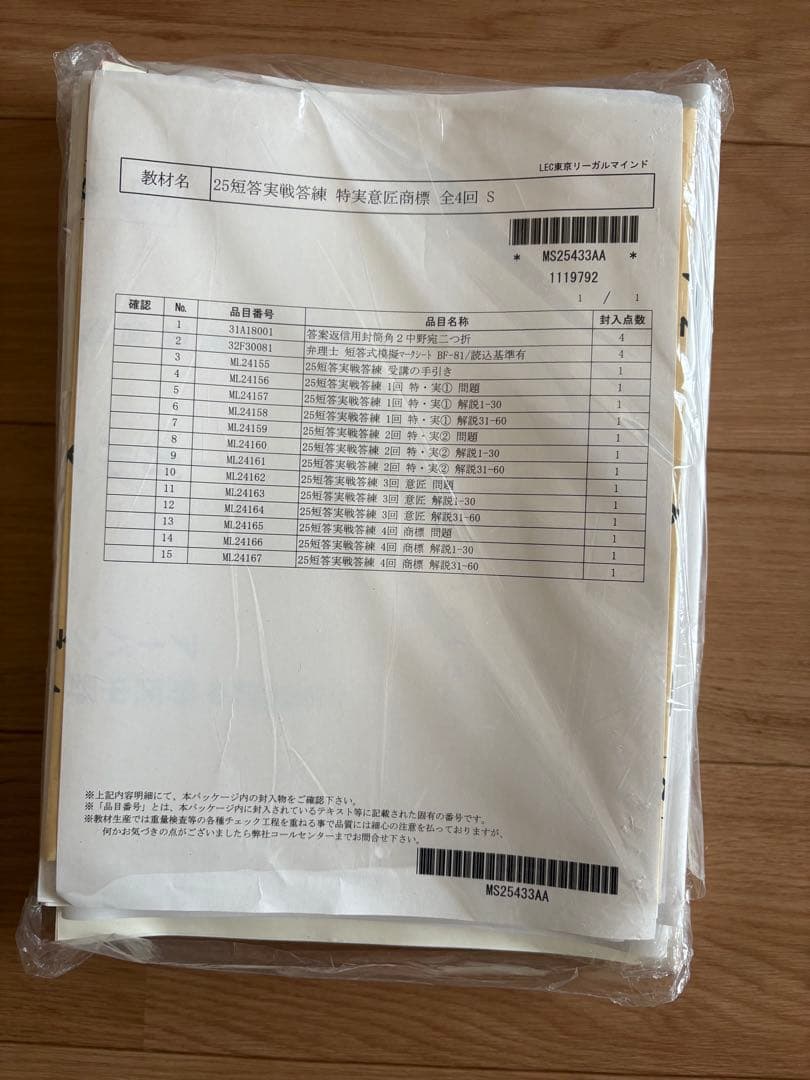 LEC東京リーガルマインド
教材名 25短答実戦答練 特実意匠商標 全4回 S
* MS25433AA *
1119792
1 / 1
確認 No. 品目番号 品目名称 封入点数
1 31A18001 答案返信用封筒角2中野宛二つ折 4
2 32F30081 弁理士 短答式模擬マークシート BF-81/読込基準有 4
3 ML24155 25短答実戦答練 受講の手引き 1
4 ML24156 25短答実戦答練 1回 特・実① 問題 1
5 ML24157 25短答実戦答練 1回 特・実① 解説1-30 1
6 ML24158 25短答実戦答練 1回 特・実① 解説31-60 1
7 ML24159 25短答実戦答練 2回 特・実② 問題 1
8 ML24160 25短答実戦答練 2回 特・実② 解説1-30 1
9 ML24161 25短答実戦答練 2回 特・実② 解説31-60 1
10 ML24162 25短答実戦答練 3回 意匠 問題 1
11 ML24163 25短答実戦答練 3回 意匠 解説1-30 1
12 ML24164 25短答実戦答練 3回 意匠 解説31-60 1
13 ML24165 25短答実戦答練 4回 商標 問題 1
14 ML24166 25短答実戦答練 4回 商標 解説1-30 1
15 ML24167 25短答実戦答練 4回 商標 解説31-60 1
※上記内容明細にて、本パッケージ内の封入物をご確認下さい。
※「品目番号」とは、本パッケージ内に封入されているテキスト等に記載された固有の番号です。
※教材生産では重量検査等の各種チェック工程を重ねる事で品質には細心の注意を払っておりますが、
何かお気づきの点がございましたら弊社コールセンターまでお問合せ下さい。
MS25433AA